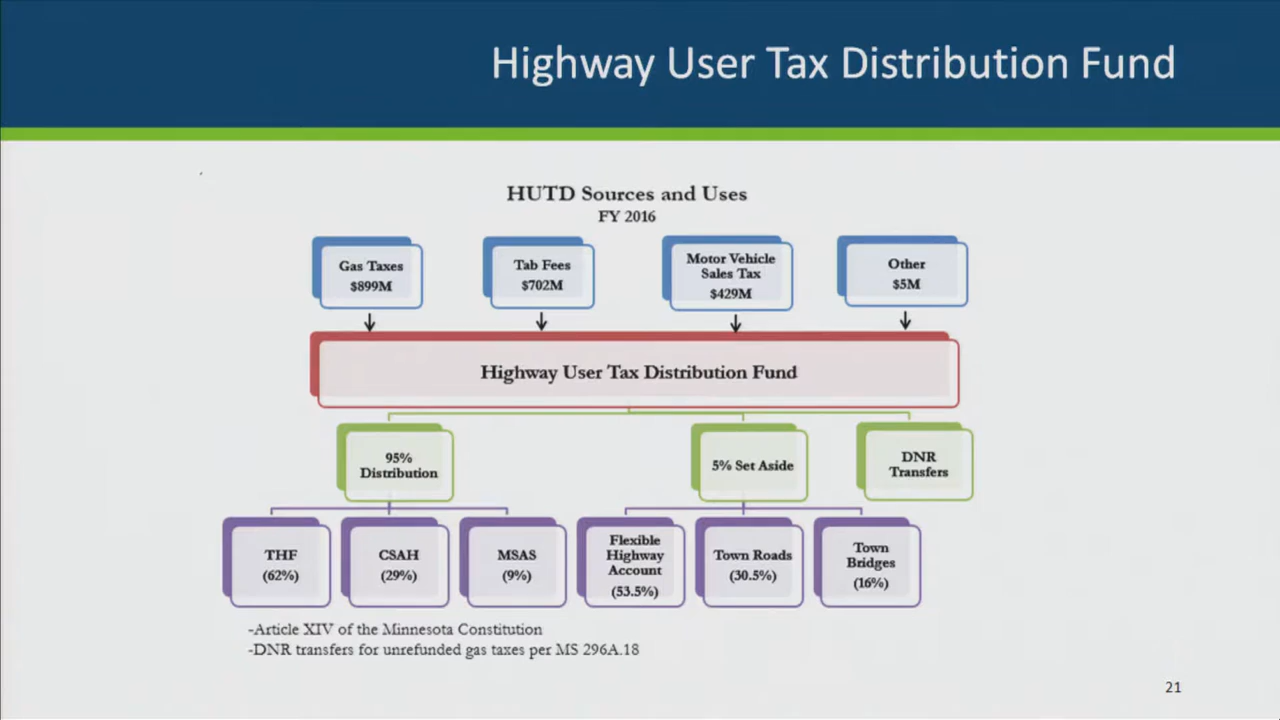 Highway User Tax Distribution Fund
HUTD Sources and Uses
FY 2016
Gas Taxes
$899M
Tab Fees
$702M
Motor Vehicle
Sales Tax
$429M
Other
$5M
Highway User Tax Distribution Fund
95%
Distribution
5% Set Aside
DNR
Transfers
THF
(62%)
CSAH
(29%)
MSAS
(9%)
Flexible
Highway
Account
(53.5%)
Town Roads
(30.5%)
Town
Bridges
(16%)
-Article XIV of the Minnesota Constitution
-DNR transfers for unrefunded gas taxes per MS 296A.18
21